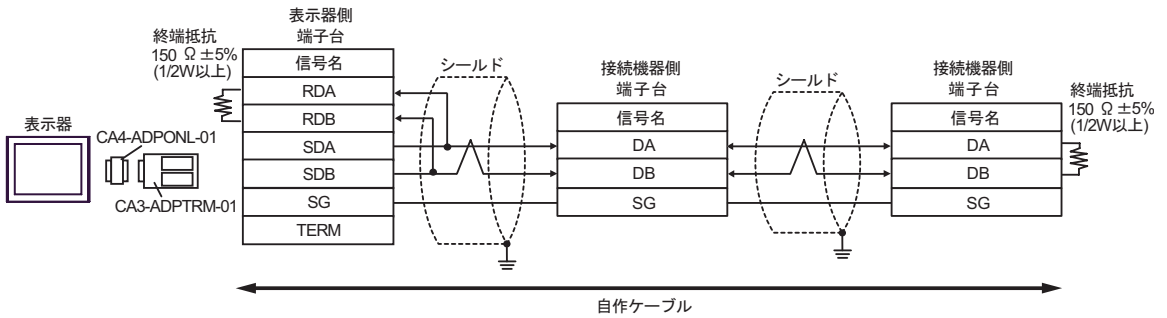 表示器
CA4-ADPONL-01
CA3-ADPTRM-01
終端抵抗
150 Ω ±5%
(1/2W以上)
表示器側
端子台
信号名
RDA
RDB
SDA
SDB
SG
TERM
シールド
接続機器側
端子台
信号名
DA
DB
SG
シールド
接続機器側
端子台
信号名
DA
DB
SG
終端抵抗
150 Ω ±5%
(1/2W以上)
自作ケーブル